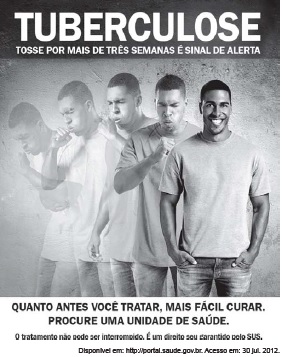 TUBERCULOSE
TOSSE POR MAIS DE TRÊS SEMANAS É SINAL DE ALERTA
QUANTO ANTES VOCÊ TRATAR, MAIS FÁCIL CURAR.
PROCURE UMA UNIDADE DE SAÚDE.
O tratamento não pode ser interrompido. É um direito seu garantido pelo SUS.
Disponível em: http://portal.saude.gov.br. Acesso em: 30 jul. 2012.